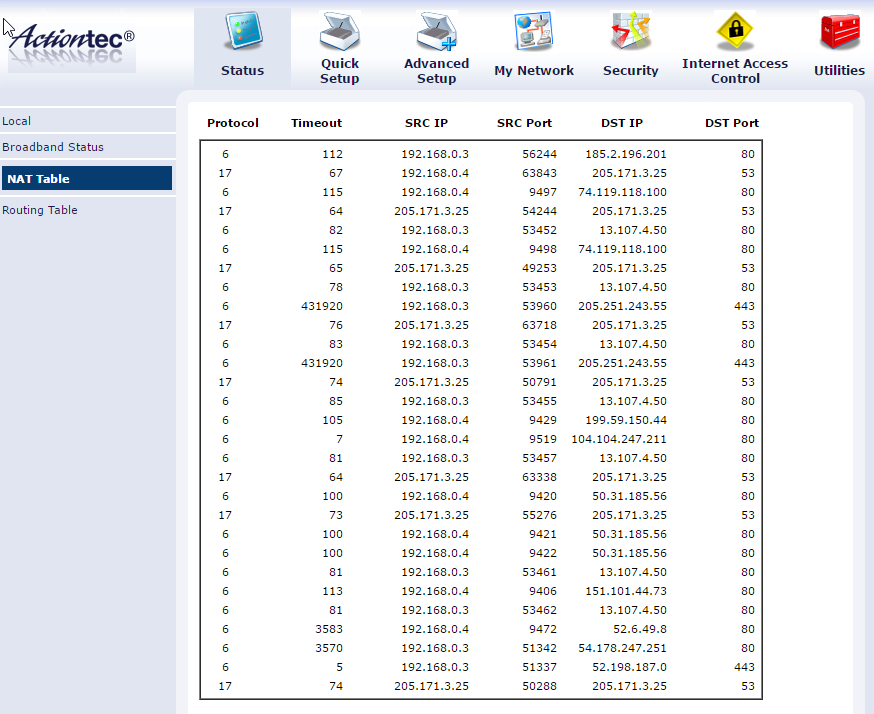 Actiontec®
Status
Quick Setup
Advanced Setup
My Network
Security
Internet Access Control
Utilities
Local
Broadband Status
NAT Table
Routing Table
Protocol Timeout SRC IP SRC Port DST IP DST Port
6 112 192.168.0.3 56244 185.2.196.201 80
17 67 192.168.0.4 63843 205.171.3.25 53
6 115 192.168.0.4 9497 74.119.118.100 80
17 64 205.171.3.25 54244 205.171.3.25 53
6 82 192.168.0.3 53452 13.107.4.50 80
6 115 192.168.0.4 9498 74.119.118.100 80
17 65 205.171.3.25 49253 205.171.3.25 53
6 78 192.168.0.3 53453 13.107.4.50 80
6 431920 192.168.0.3 53960 205.251.243.55 443
17 76 205.171.3.25 63718 205.171.3.25 53
6 83 192.168.0.3 53454 13.107.4.50 80
6 431920 192.168.0.3 53961 205.251.243.55 443
17 74 205.171.3.25 50791 205.171.3.25 53
6 85 192.168.0.3 53455 13.107.4.50 80
6 105 192.168.0.4 9429 199.59.150.44 80
6 7 192.168.0.4 9519 104.104.247.211 80
6 81 192.168.0.3 53457 13.107.4.50 80
17 64 205.171.3.25 63338 205.171.3.25 53
6 100 192.168.0.4 9420 50.31.185.56 80
17 73 205.171.3.25 55276 205.171.3.25 53
6 100 192.168.0.4 9421 50.31.185.56 80
6 100 192.168.0.4 9422 50.31.185.56 80
6 81 192.168.0.3 53461 13.107.4.50 80
6 113 192.168.0.4 9406 151.101.44.73 80
6 81 192.168.0.3 53462 13.107.4.50 80
6 3583 192.168.0.4 9472 52.6.49.8 80
6 3570 192.168.0.3 51342 54.178.247.251 80
6 5 192.168.0.3 51337 52.198.187.0 443
17 74 205.171.3.25 50288 205.171.3.25 53